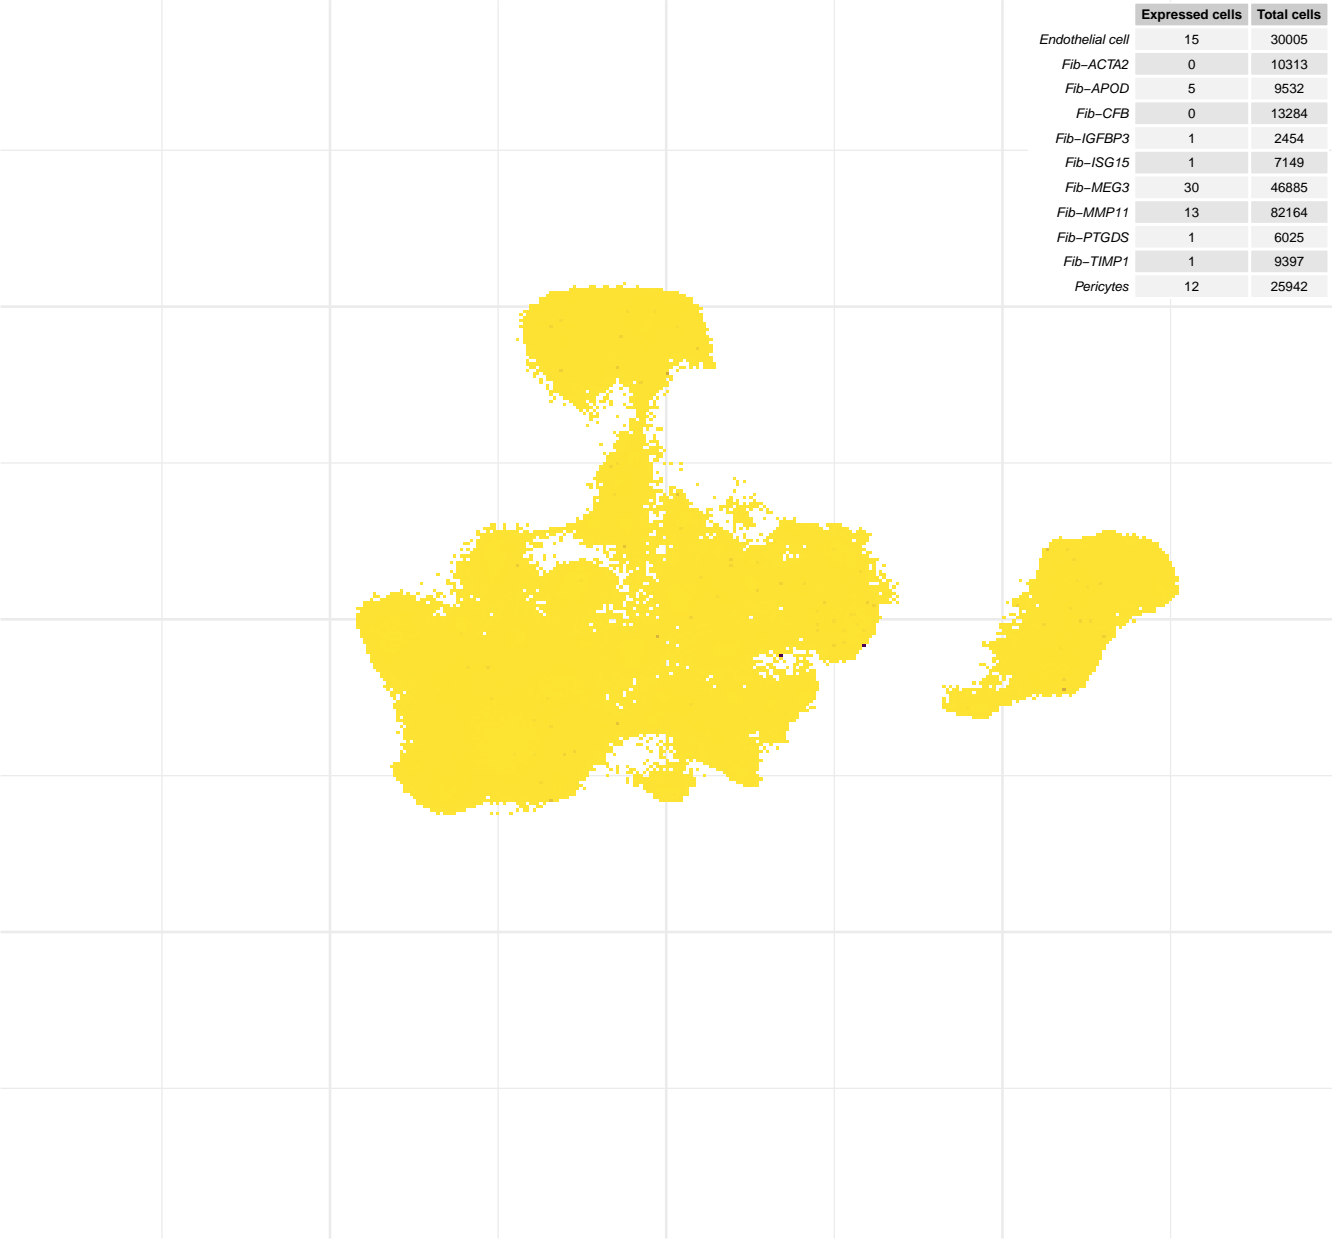 Expressed cells Total cells
Endothelial cell 15 30005
Fib−ACTA2 0 10313
Fib−APOD 5 9532
Fib−CFB 0 13284
Fib−IGFBP3 1 2454
Fib−ISG15 1 7149
Fib−MEG3 30 46885
Fib−MMP11 13 82164
Fib−PTGDS 1 6025
Fib−TIMP1 1 9397
Pericytes 12 25942